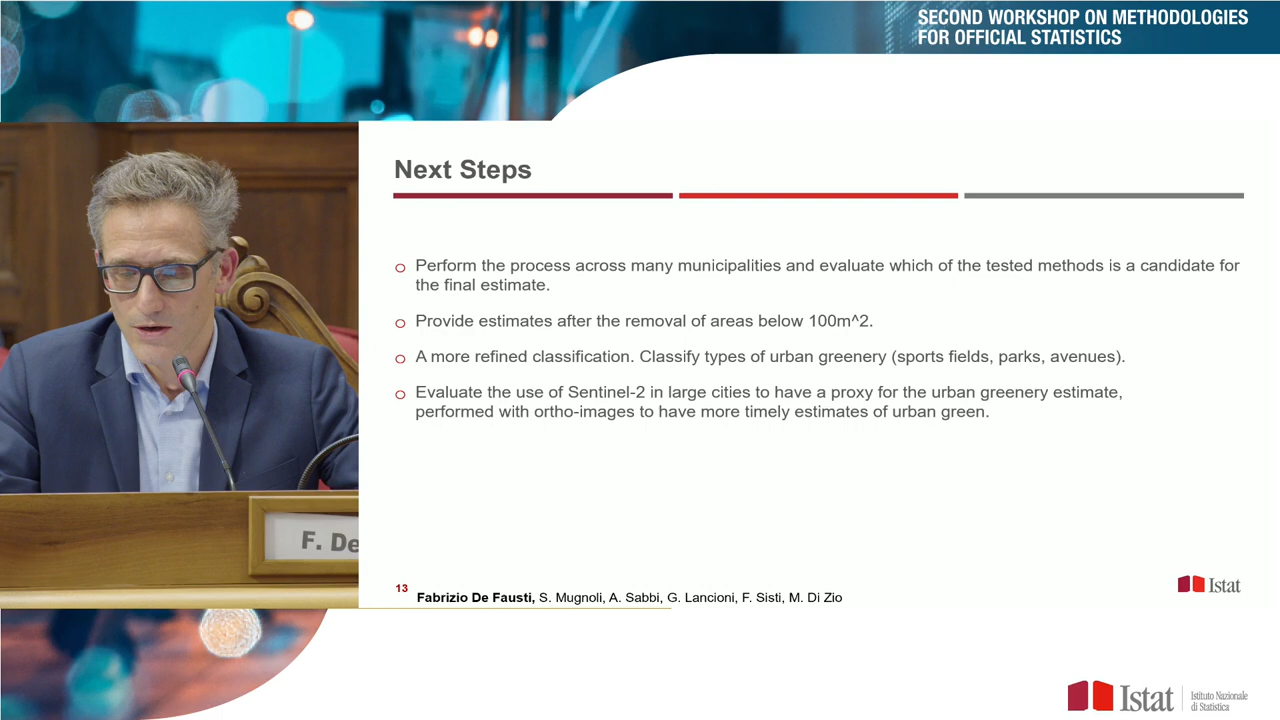 SECOND WORKSHOP ON METHODOLOGIES
FOR OFFICIAL STATISTICS
Next Steps
o Perform the process across many municipalities and evaluate which of the tested methods is a candidate for
the final estimate.
o Provide estimates after the removal of areas below 100m^2.
o A more refined classification. Classify types of urban greenery (sports fields, parks, avenues).
o Evaluate the use of Sentinel-2 in large cities to have a proxy for the urban greenery estimate,
performed with ortho-images to have more timely estimates of urban green.
F. De
13
Fabrizio De Fausti, S. Mugnoli, A. Sabbi, G. Lancioni, F. Sisti, M. Di Zio
Istat
Istat
Istituto Nazionale
di Statistica